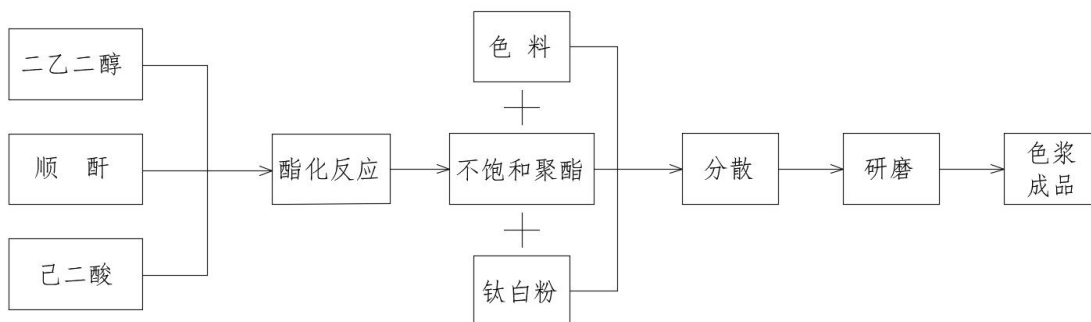 二乙二醇
顺 酐
己二酸
酯化反应
色 料
不饱和聚酯
钛白粉
分散
研磨
色浆
成品